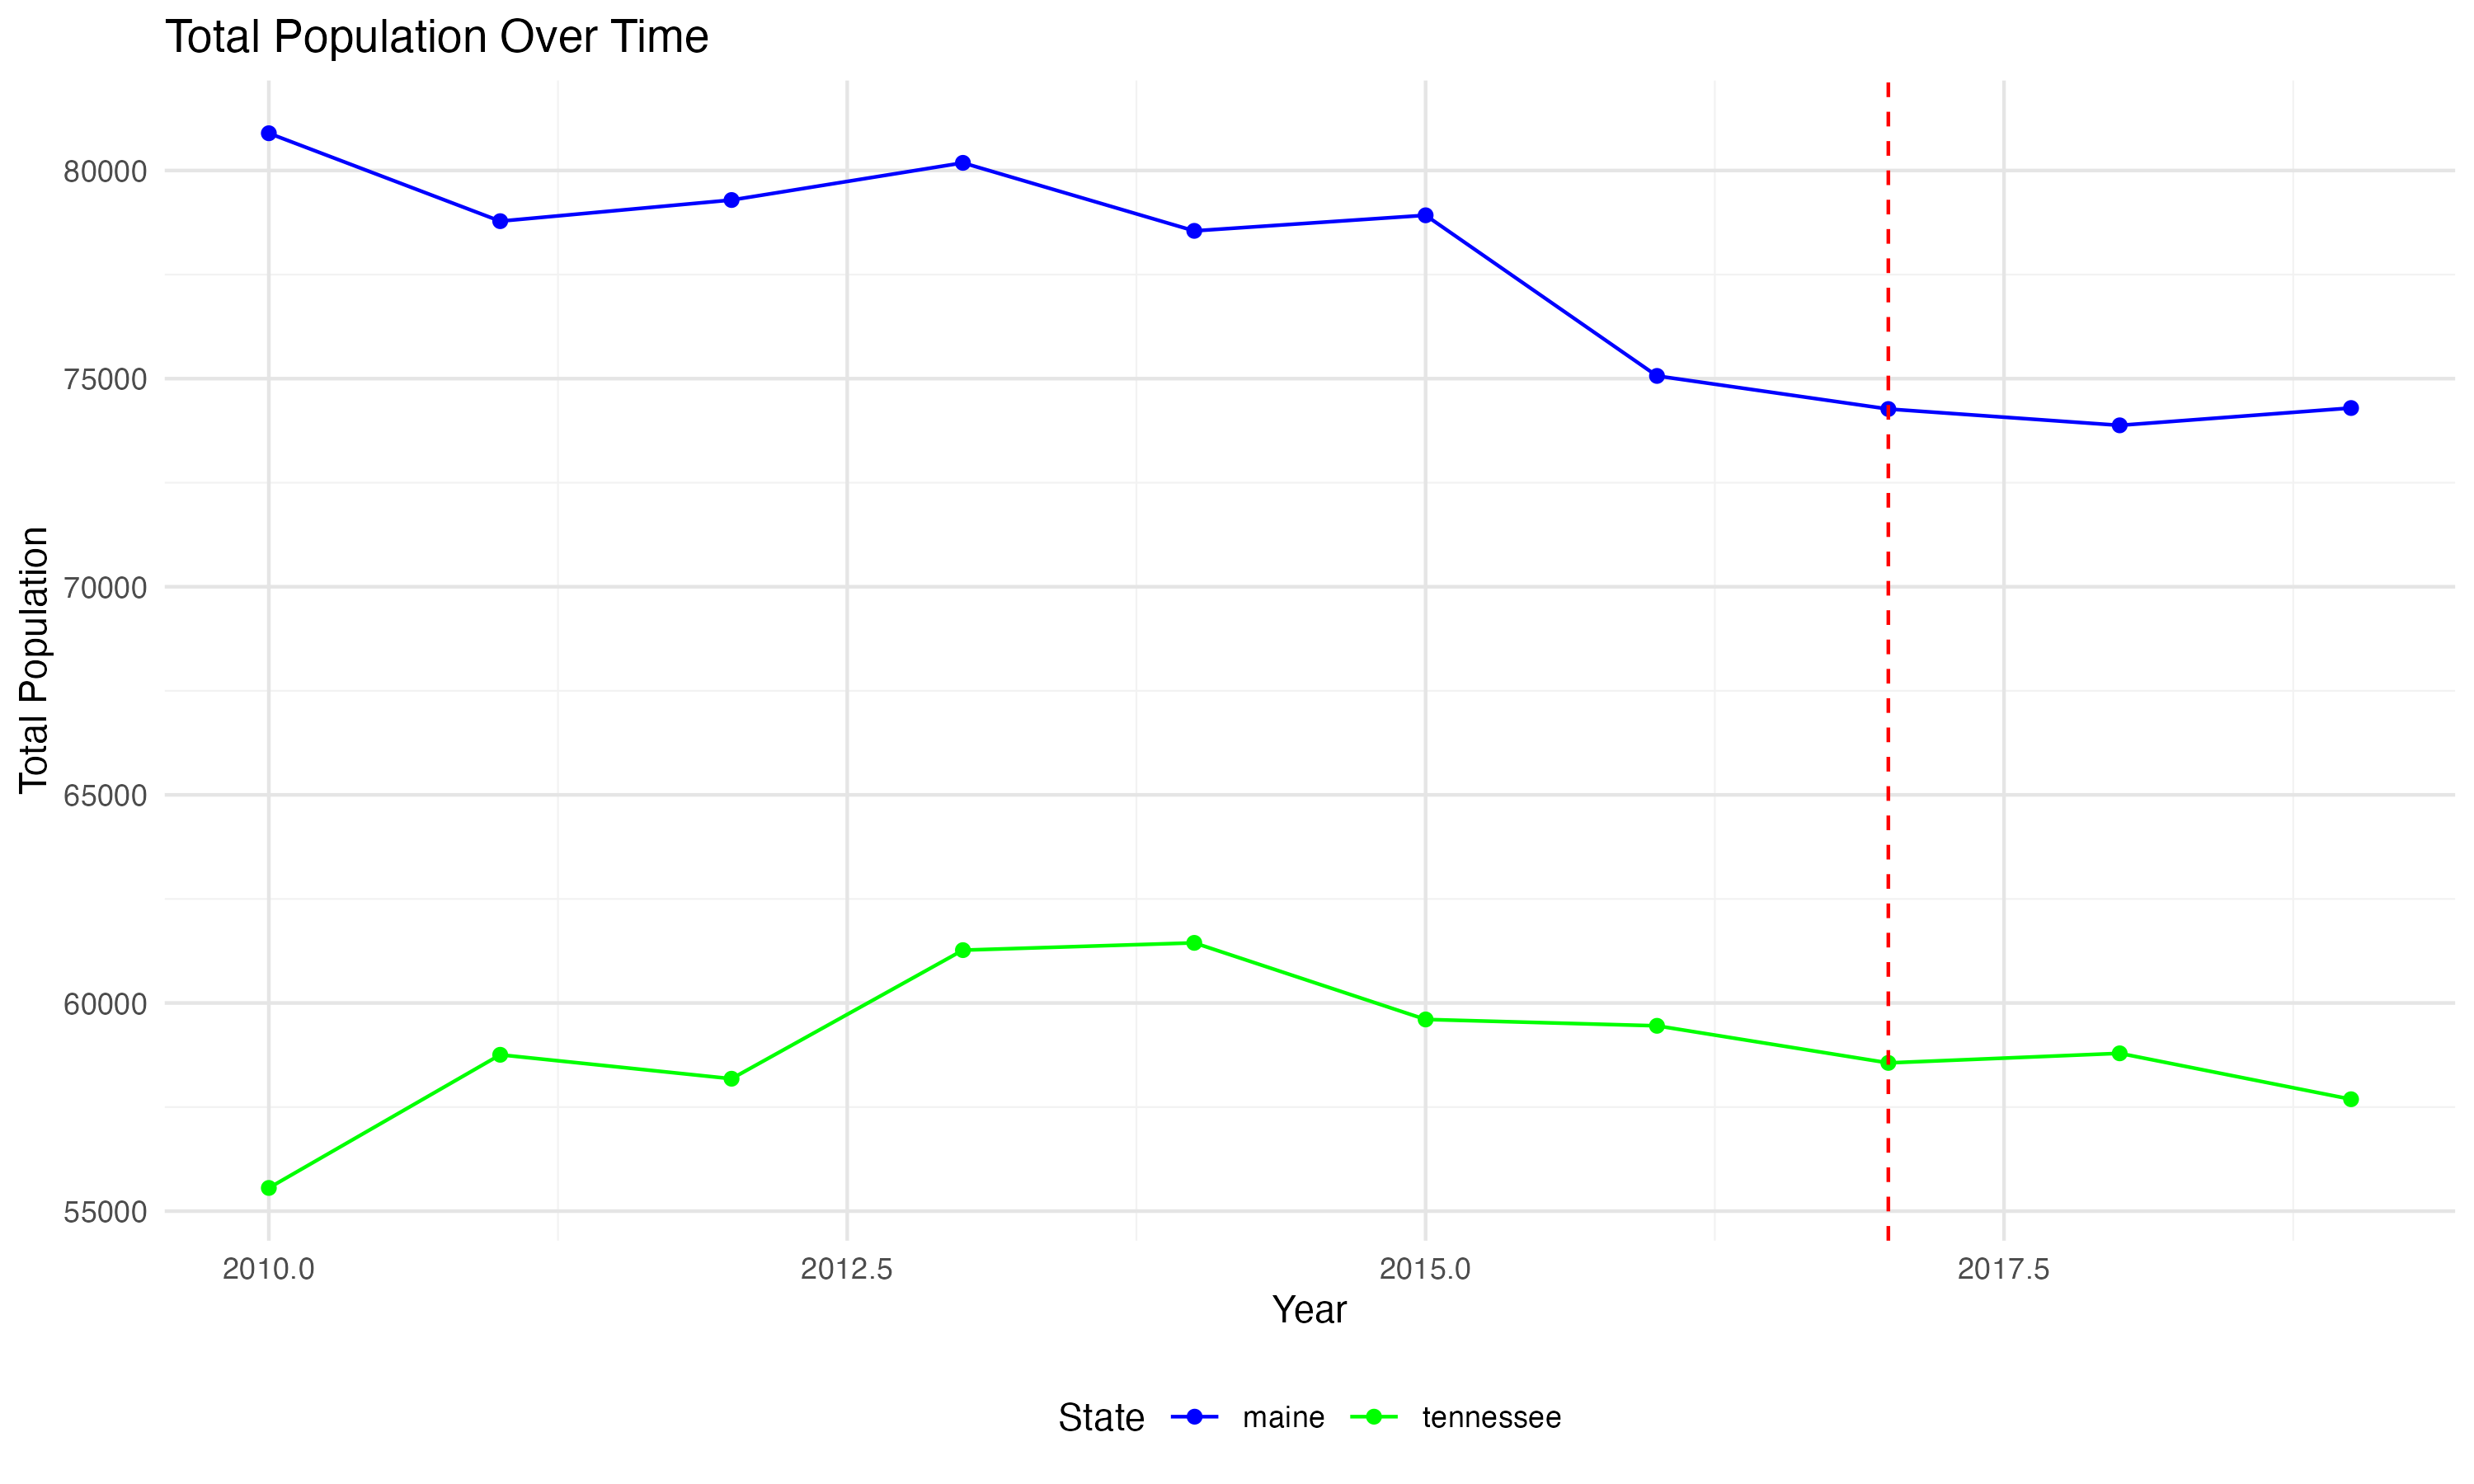 Total Population Over Time
Total Population
80000
75000
70000
65000
60000
55000
2010.0 2012.5 2015.0 2017.5
Year
State maine tennessee